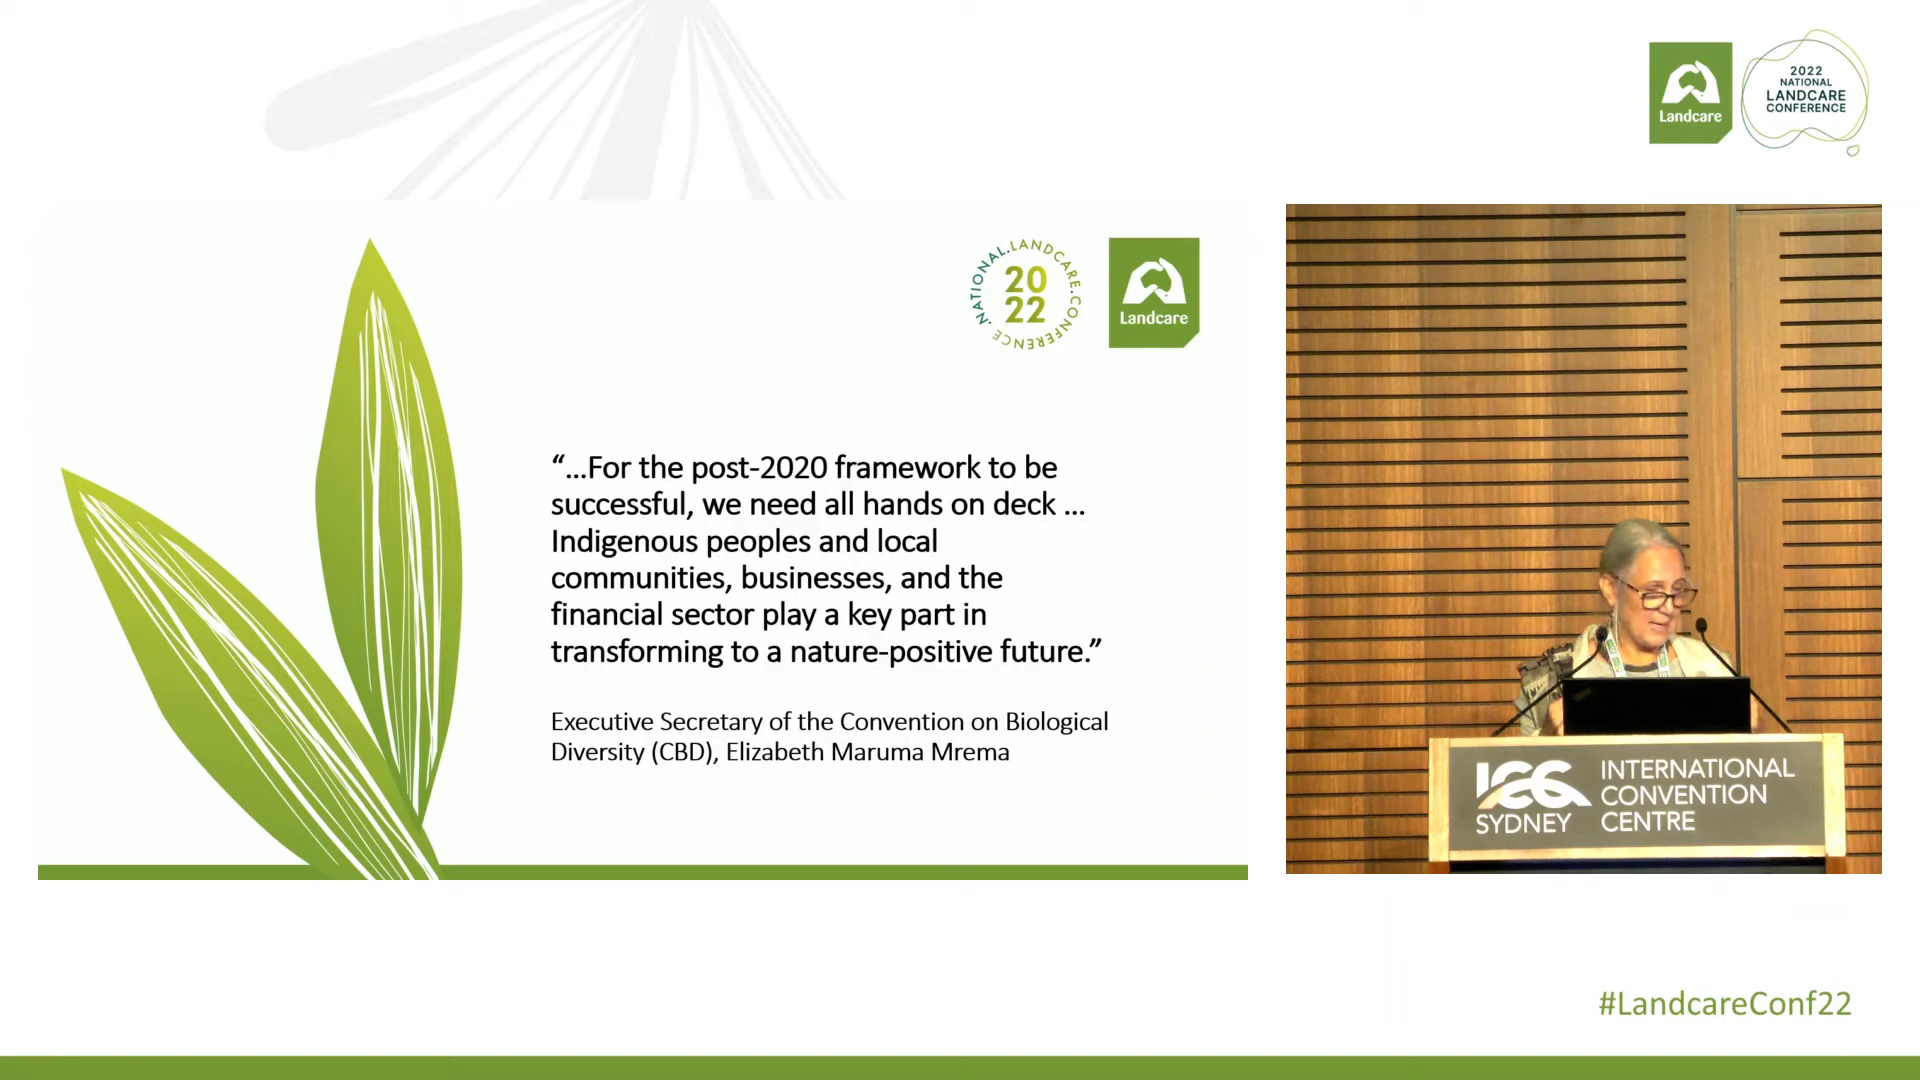 2022
NATIONAL
LANDCARE
CONFERENCE
Landcare
.NATIONAL.LANDCARE.CONFERENCE
20
22
Landcare
“...For the post-2020 framework to be
successful, we need all hands on deck ...
Indigenous peoples and local
communities, businesses, and the
financial sector play a key part in
transforming to a nature-positive future.”
Executive Secretary of the Convention on Biological
Diversity (CBD), Elizabeth Maruma Mrema
ICC
SYDNEY
INTERNATIONAL
CONVENTION
CENTRE
#LandcareConf22